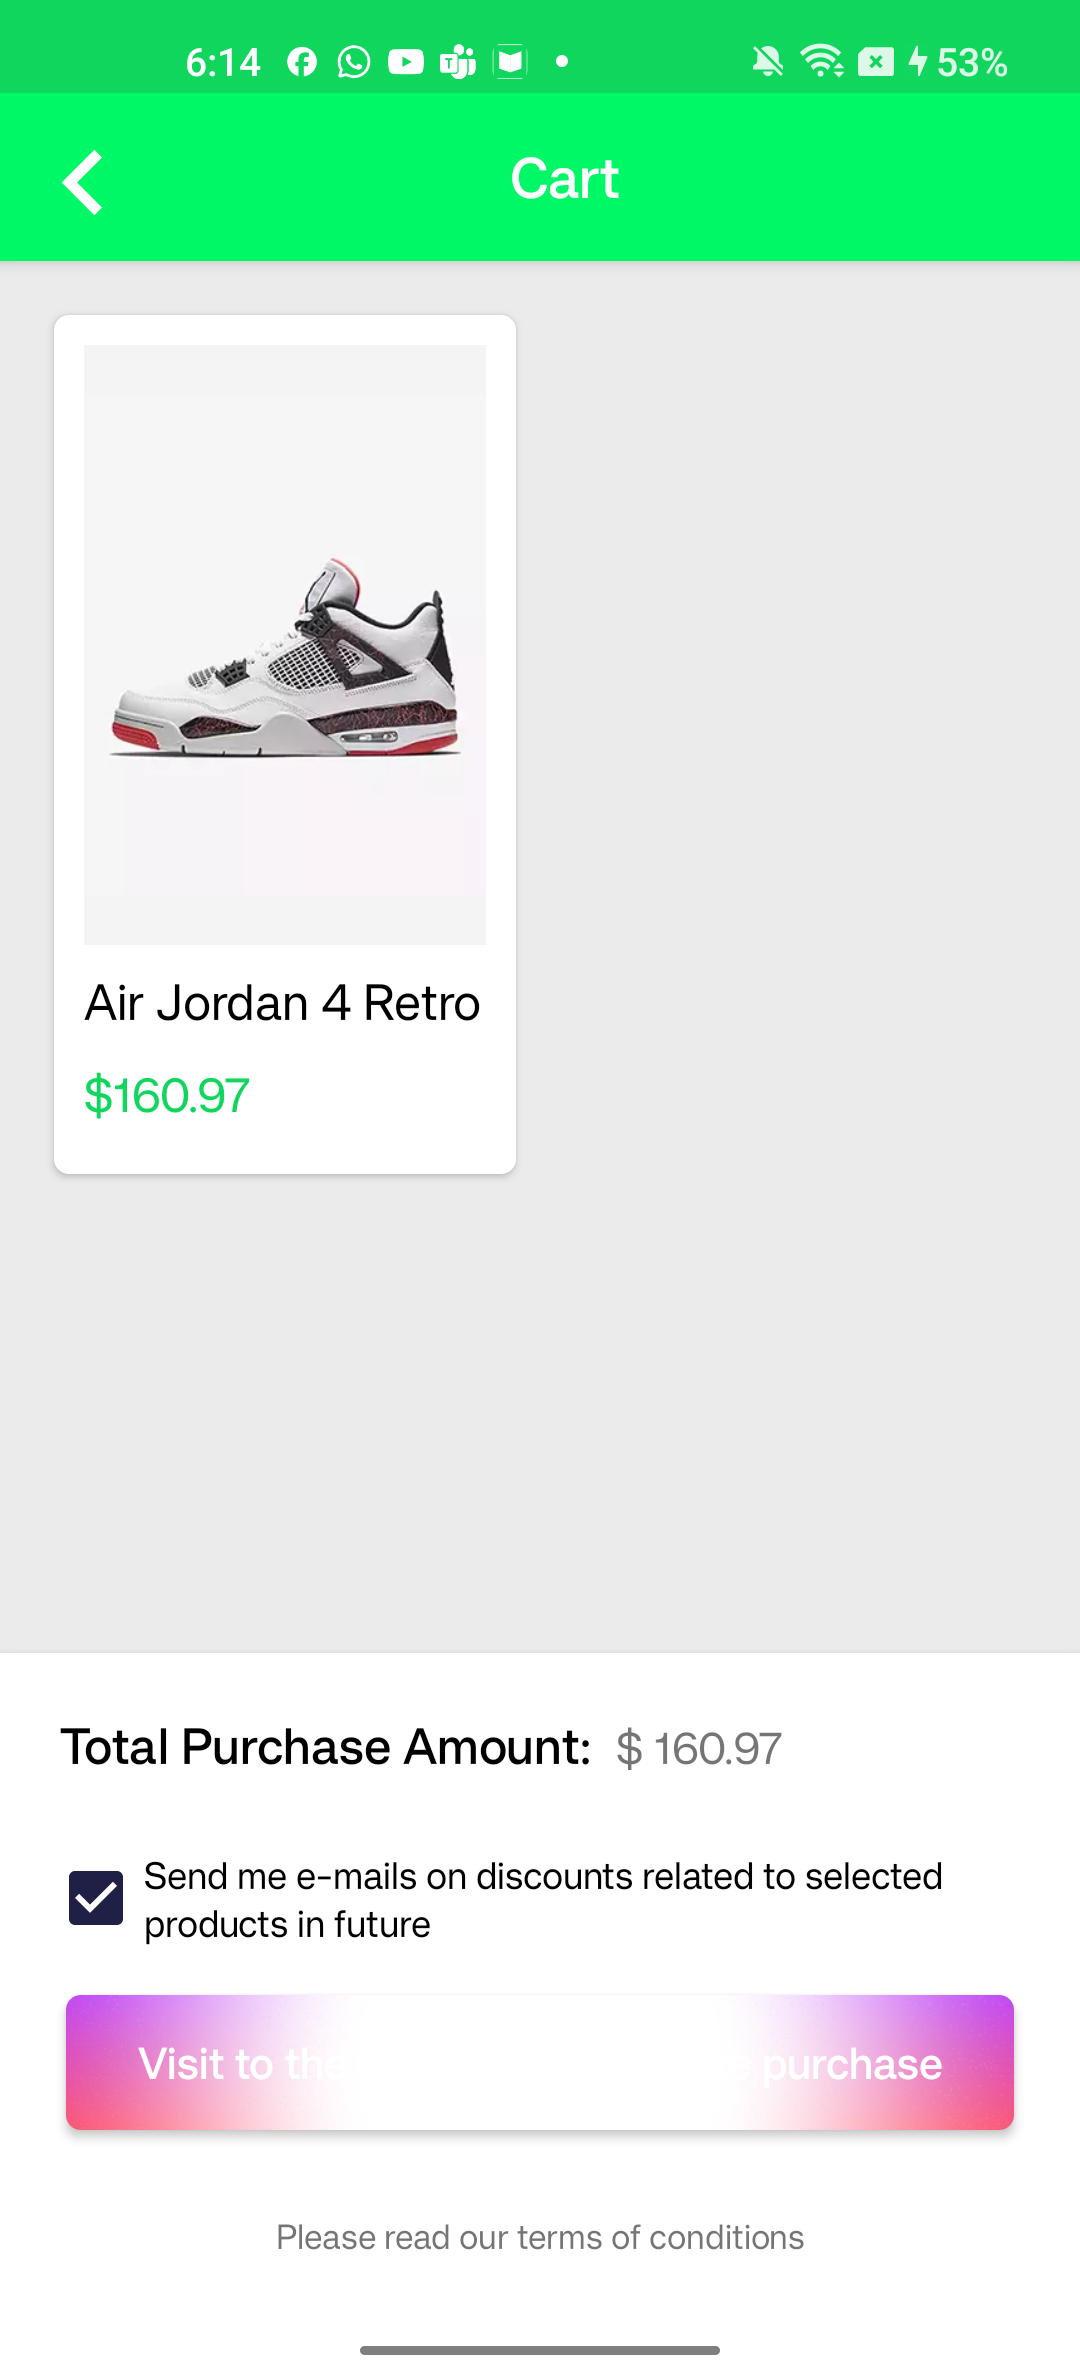 6:14
53%
Cart
Air Jordan 4 Retro
$160.97
Total Purchase Amount: $ 160.97
Send me e-mails on discounts related to selected
products in future
Visit to the purchase
Please read our terms of conditions